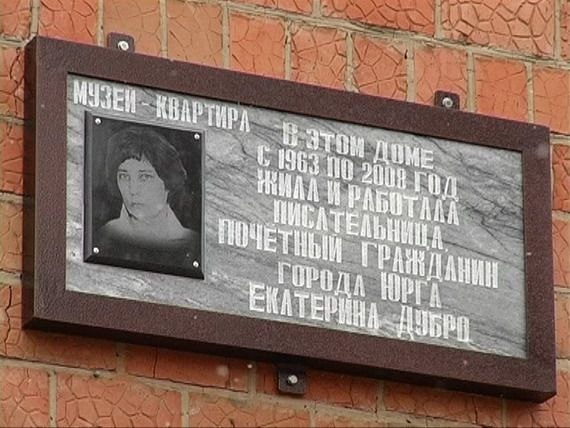 МУЗЕЙ - КВАРТИРА
В ЭТОМ ДОМЕ
С 1963 ПО 2008 ГОД
ЖИЛА И РАБОТАЛА
ПИСАТЕЛЬНИЦА
ПОЧЕТНЫЙ ГРАЖДАНИН
ГОРОДА ЮРГА
ЕКАТЕРИНА ДУБРО